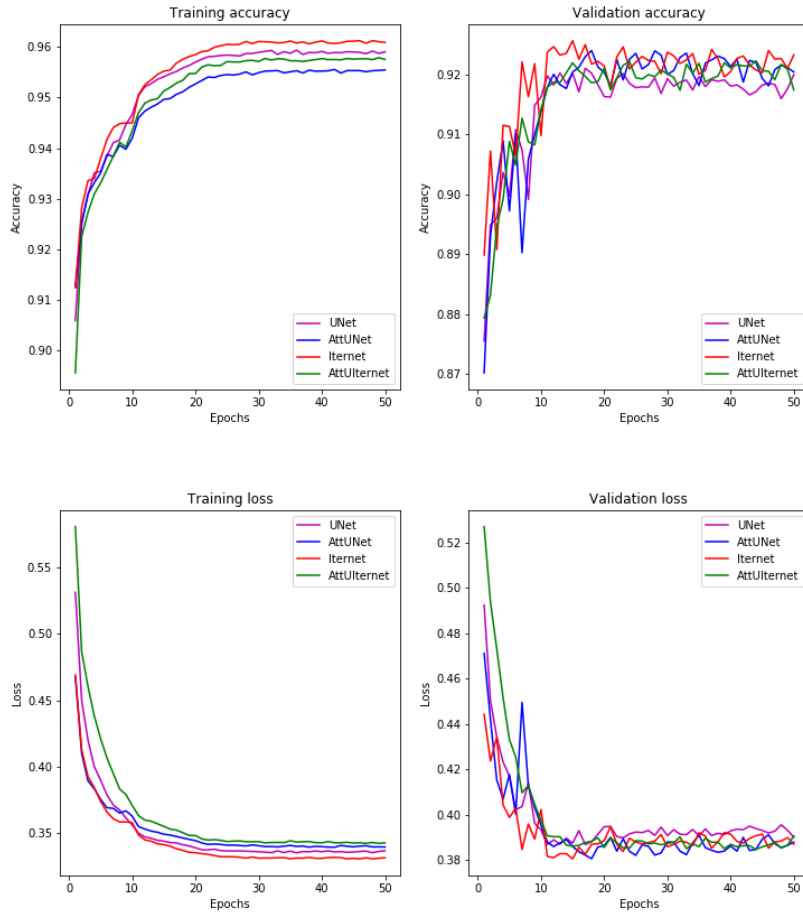 Training accuracy
0.96
0.95
0.94
0.93
0.92
0.91
0.90
Accuracy
UNet
AttUNet
Iternet
AttUIternet
0 10 20 30 40 50
Epochs
Validation accuracy
0.92
0.91
0.90
0.89
0.88
0.87
Accuracy
UNet
AttUNet
Iternet
AttUIternet
0 10 20 30 40 50
Epochs
Training loss
0.55
0.50
0.45
0.40
0.35
Loss
UNet
AttUNet
Iternet
AttUIternet
0 10 20 30 40 50
Epochs
Validation loss
0.52
0.50
0.48
0.46
0.44
0.42
0.40
0.38
Loss
UNet
AttUNet
Iternet
AttUIternet
0 10 20 30 40 50
Epochs